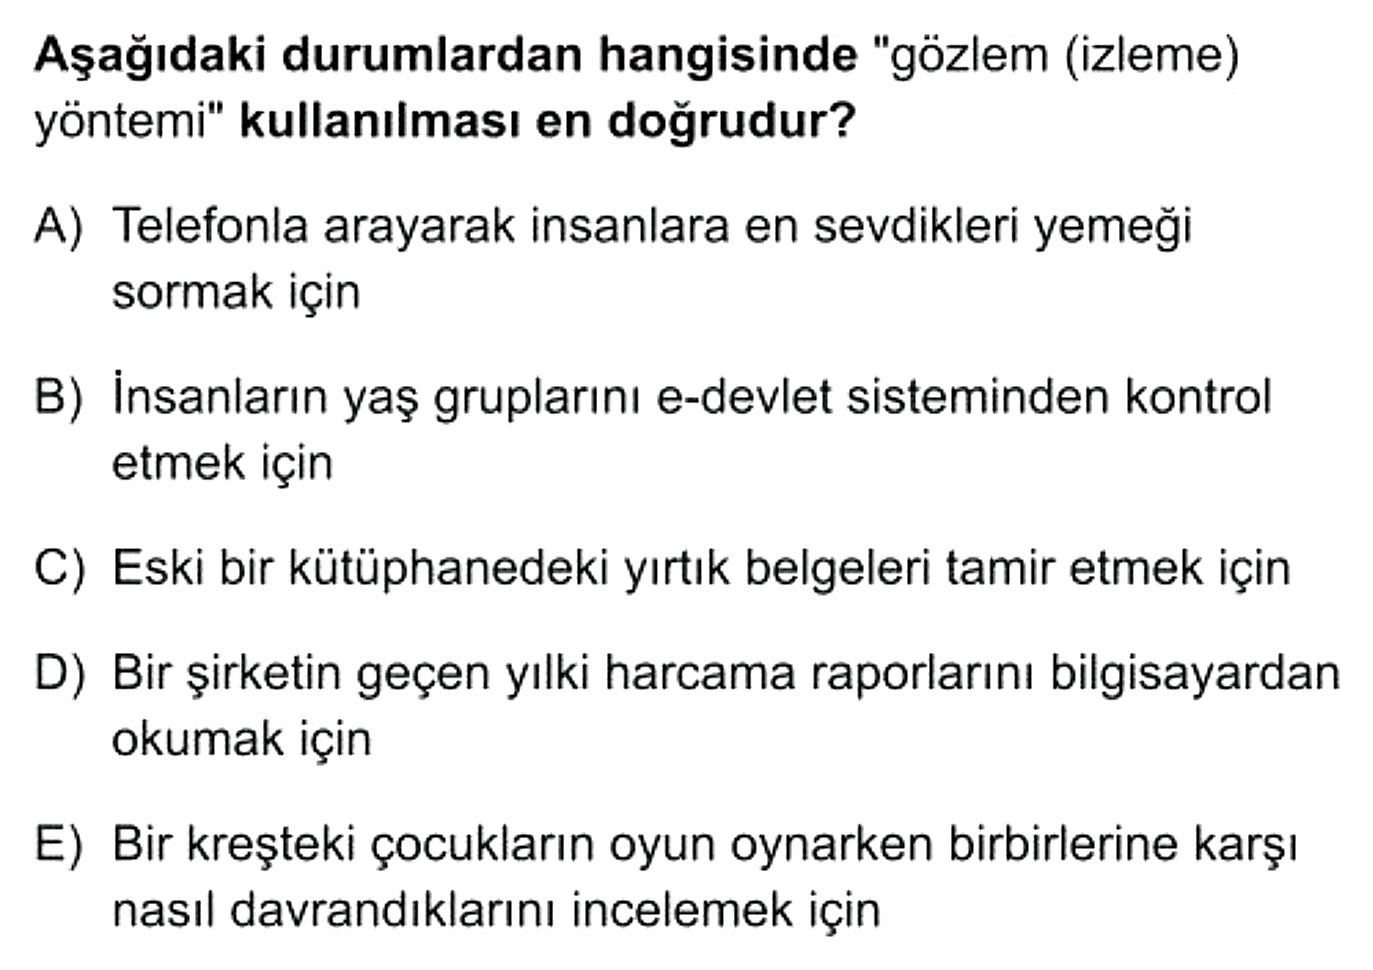 Aşağıdaki durumlardan hangisinde "gözlem (izleme)
yöntemi" kullanılması en doğrudur?
A) Telefonla arayarak insanlara en sevdikleri yemeği
sormak için
B) İnsanların yaş gruplarını e-devlet sisteminden kontrol
etmek için
C) Eski bir kütüphanedeki yırtık belgeleri tamir etmek için
D) Bir şirketin geçen yılki harcama raporlarını bilgisayardan
okumak için
E) Bir kreşteki çocukların oyun oynarken birbirlerine karşı
nasıl davrandıklarını incelemek için